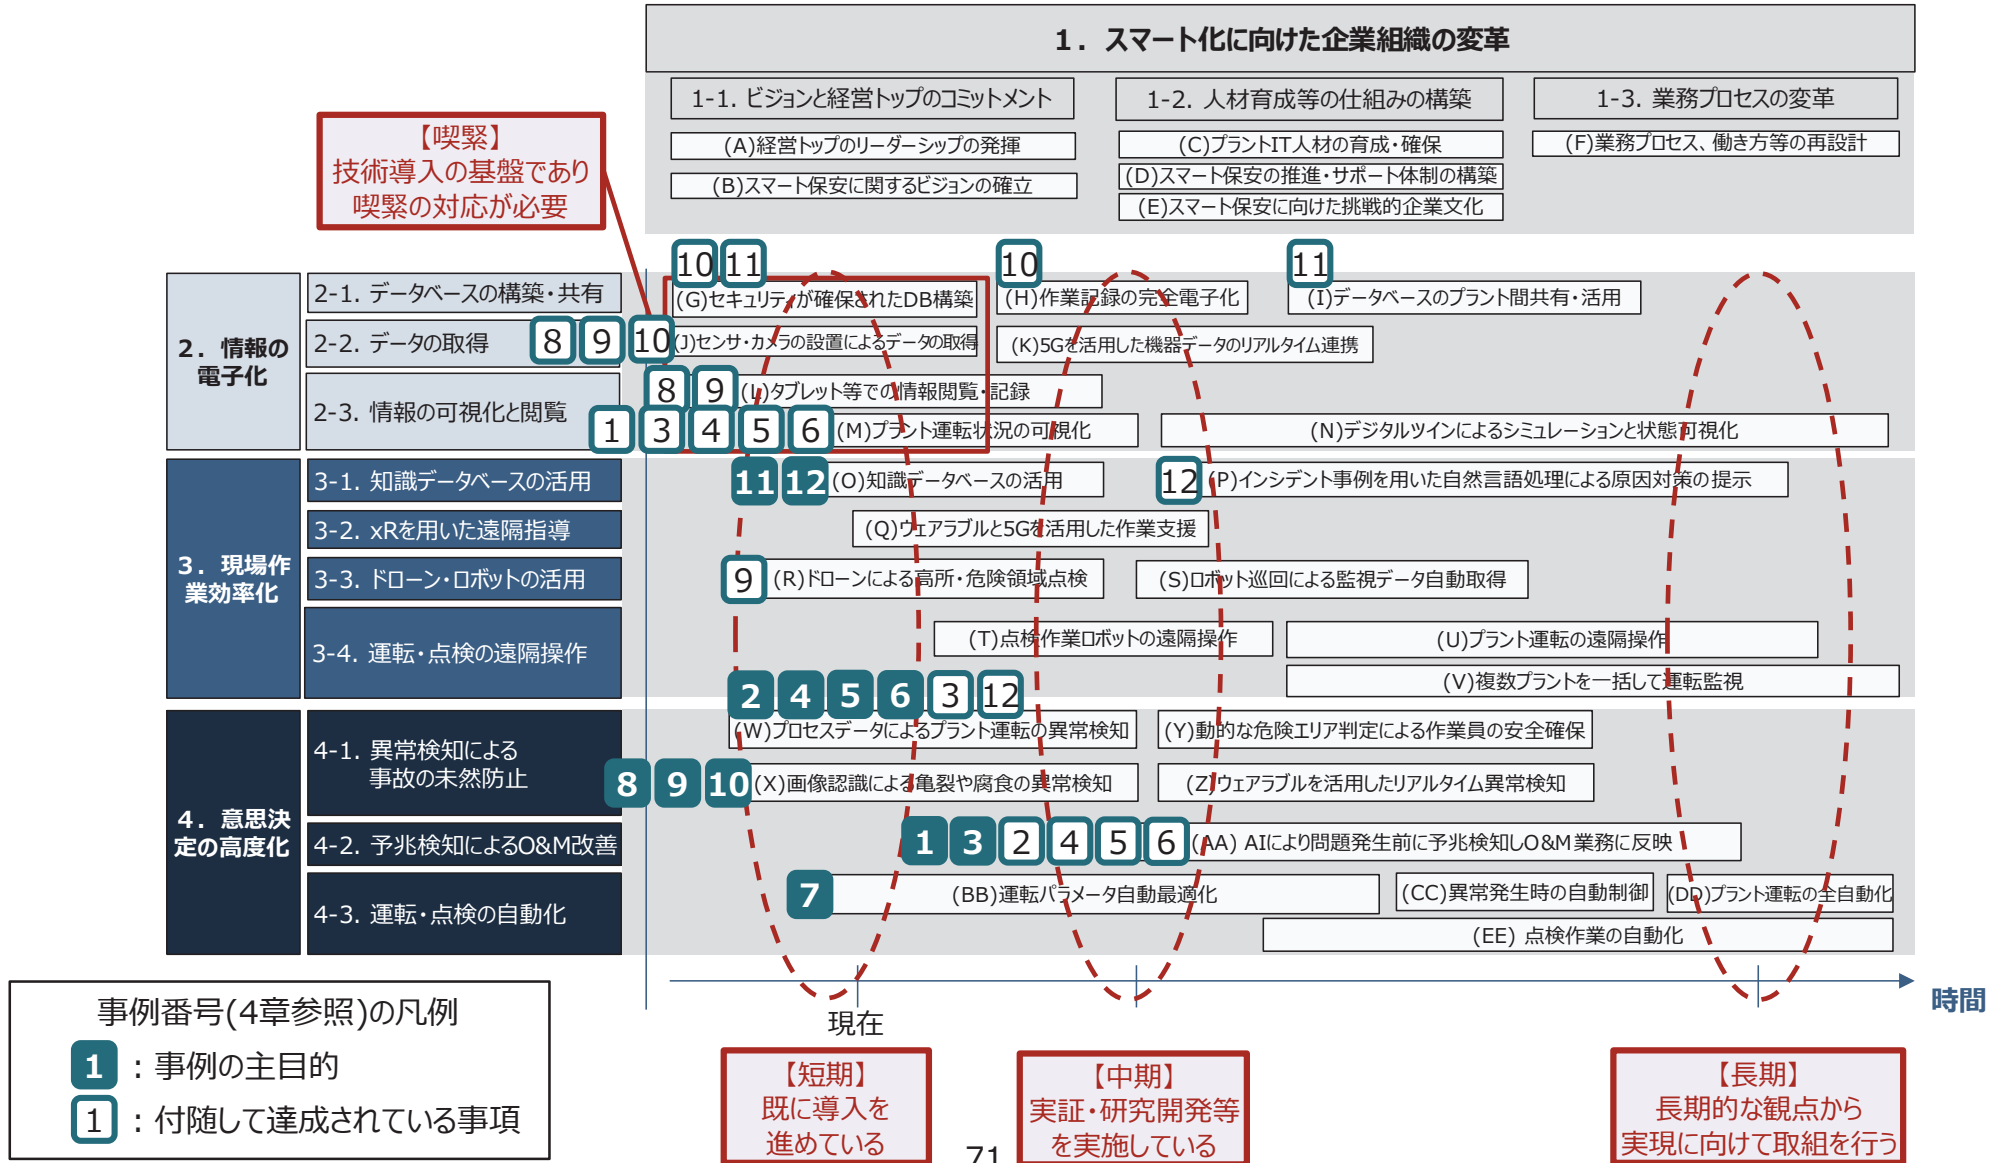 1. スマート化に向けた企業組織の変革
1-1. ビジョンと経営トップのコミットメント
1-2. 人材育成等の仕組みの構築
1-3. 業務プロセスの変革
(A)経営トップのリーダーシップの発揮
(C)プラントIT人材の育成・確保
(F)業務プロセス、働き方等の再設計
(B)スマート保安に関するビジョンの確立
(D)スマート保安の推進・サポート体制の構築
(E)スマート保安に向けた挑戦的企業文化
【喫緊】
技術導入の基盤であり
喫緊の対応が必要
10 11
10
11
2. 情報の
電子化
2-1. データベースの構築・共有
(G)セキュリティが確保されたDB構築
(H)作業記録の完全電子化
(I)データベースのプラント間共有・活用
2-2. データの取得
8 9 10
(J)センサ・カメラの設置によるデータの取得
(K)5Gを活用した機器データのリアルタイム連携
2-3. 情報の可視化と閲覧
8 9
(L)タブレット等での情報閲覧・記録
1 3 4 5 6
(M)プラント運転状況の可視化
(N)デジタルツインによるシミュレーションと状態可視化
3. 現場作
業効率化
3-1. 知識データベースの活用
11 12
(O)知識データベースの活用
12
(P)インシデント事例を用いた自然言語処理による原因対策の提示
3-2. xRを用いた遠隔指導
(Q)ウェアラブルと5Gを活用した作業支援
3-3. ドローン・ロボットの活用
9
(R)ドローンによる高所・危険領域点検
(S)ロボット巡回による監視データ自動取得
3-4. 運転・点検の遠隔操作
(T)点検作業ロボットの遠隔操作
(U)プラント運転の遠隔操作
(V)複数プラントを一括して運転監視
2 4 5 6 3 12
4. 意思決
定の高度化
4-1. 異常検知による
事故の未然防止
(W)プロセスデータによるプラント運転の異常検知
(Y)動的な危険エリア判定による作業員の安全確保
8 9 10
(X)画像認識による亀裂や腐食の異常検知
(Z)ウェアラブルを活用したリアルタイム異常検知
4-2. 予兆検知によるO&M改善
1 3 2 4 5 6
(AA) AIにより問題発生前に予兆検知しO&M業務に反映
4-3. 運転・点検の自動化
7
(BB)運転パラメータ自動最適化
(CC)異常発生時の自動制御
(DD)プラント運転の全自動化
(EE) 点検作業の自動化
時間
現在
事例番号(4章参照)の凡例
1 : 事例の主目的
1 : 付随して達成されている事項
【短期】
既に導入を
進めている
71
【中期】
実証・研究開発等
を実施している
【長期】
長期的な観点から
実現に向けて取組を行う